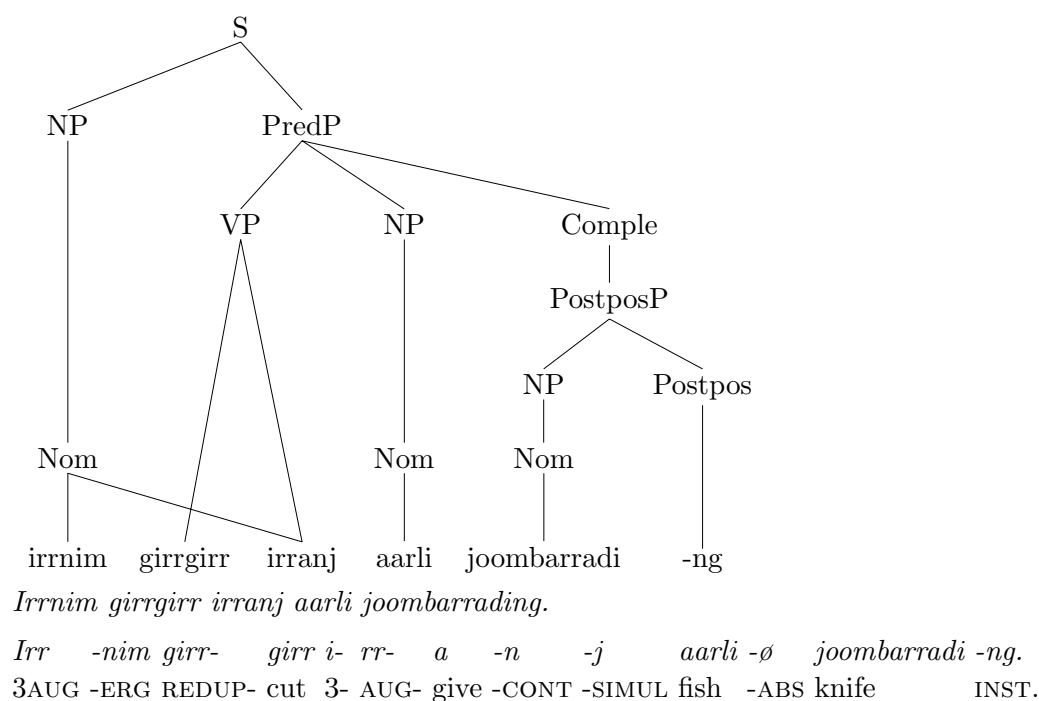 S
NP PredP
VP NP Comple
PostposP
NP Postpos
Nom Nom Nom
irrnim girrgirr irranj aarli joombarradi -ng
Irrnim girrgirr irranj aarli joombarrading.
Irr -nim girr- girr i- rr- a -n -j aarli -ø joombarradi -ng.
3AUG -ERG REDUP- cut 3- AUG- give -CONT -SIMUL fish -ABS knife INST.